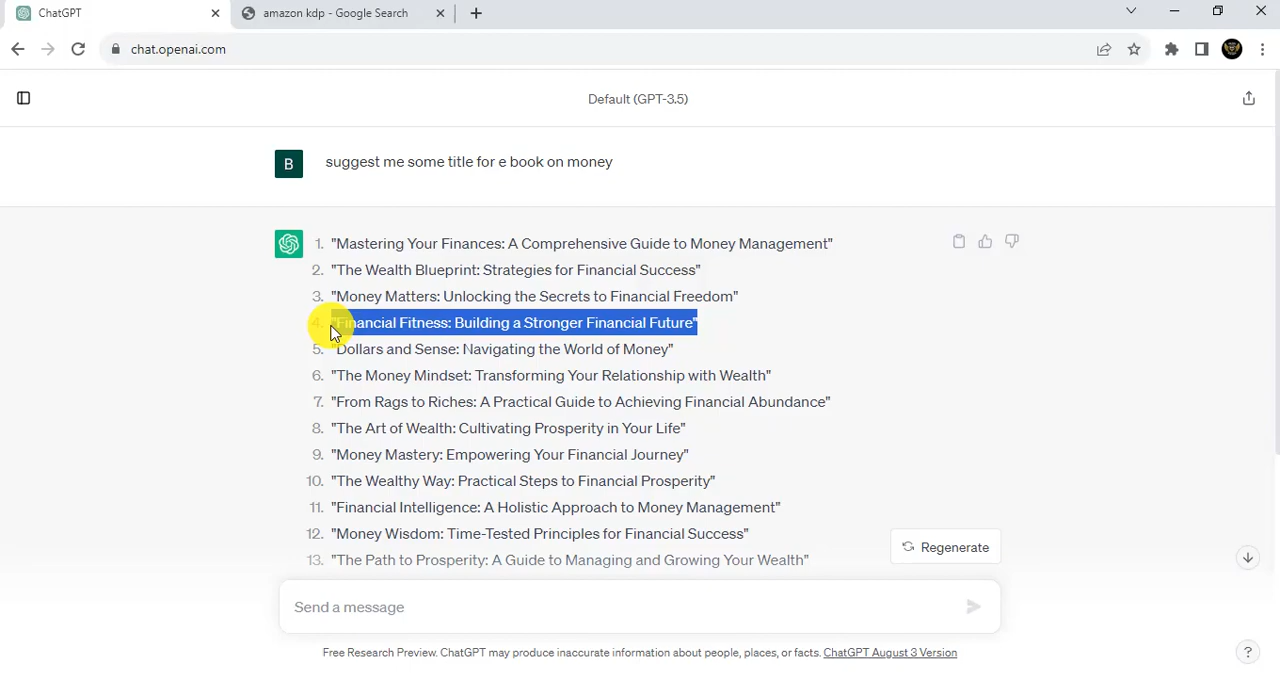 ChatGPT
amazon kdp - Google Search
chat.openai.com
Default (GPT-3.5)
B
suggest me some title for e book on money
1. "Mastering Your Finances: A Comprehensive Guide to Money Management"
2. "The Wealth Blueprint: Strategies for Financial Success"
3. "Money Matters: Unlocking the Secrets to Financial Freedom"
4. "Financial Fitness: Building a Stronger Financial Future"
5. "Dollars and Sense: Navigating the World of Money"
6. "The Money Mindset: Transforming Your Relationship with Wealth"
7. "From Rags to Riches: A Practical Guide to Achieving Financial Abundance"
8. "The Art of Wealth: Cultivating Prosperity in Your Life"
9. "Money Mastery: Empowering Your Financial Journey"
10. "The Wealthy Way: Practical Steps to Financial Prosperity"
11. "Financial Intelligence: A Holistic Approach to Money Management"
12. "Money Wisdom: Time-Tested Principles for Financial Success"
Regenerate
13. "The Path to Prosperity: A Guide to Managing and Growing Your Wealth"
Send a message
Free Research Preview. ChatGPT may produce inaccurate information about people, places, or facts. ChatGPT August 3 Version
?